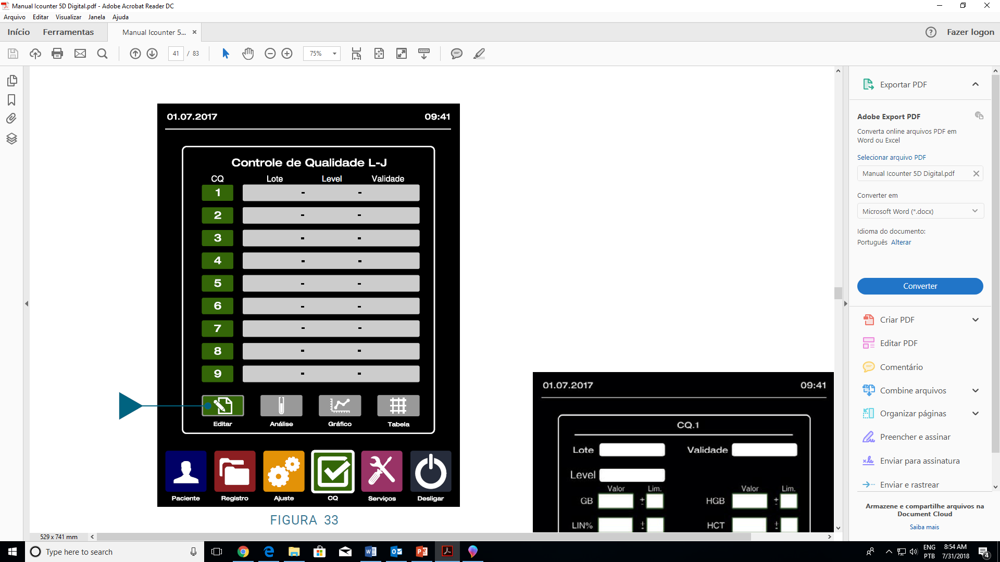 Manual Icounter 5D Digital.pdf - Adobe Acrobat Reader DC
Arquivo Editar Visualizar Janela Ajuda
Início Ferramentas Manual Icounter 5... × Fazer logon
41 / 83 75%
01.07.2017 09:41
Controle de Qualidade L-J
CQ Lote Level Validade
1 - -
2 - -
3 - -
4 - -
5 - -
6 - -
7 - -
8 - -
9 - -
Editar Análise Gráfico Tabela
Paciente Registro Ajuste CQ Serviços Desligar
FIGURA 33
01.07.2017 09:41
CQ.1
Lote Validade
Level
Valor Lim. Valor Lim.
GB ± HGB ±
LIN% ± HCT ±
529 x 741 mm
Exportar PDF
Adobe Export PDF
Converta online arquivos PDF em
Word ou Excel
Selecionar arquivo PDF
Manual Icounter 5D Digital.pdf
Converter em
Microsoft Word (*.docx)
Idioma do documento:
Português Alterar
Converter
Criar PDF
Editar PDF
Comentário
Combine arquivos
Organizar páginas
Preencher e assinar
Enviar para assinatura
Enviar e rastrear
Armazene e compartilhe arquivos na
Document Cloud
Saiba mais
Type here to search
ENG
PTB
8:54 AM
7/31/2018
4